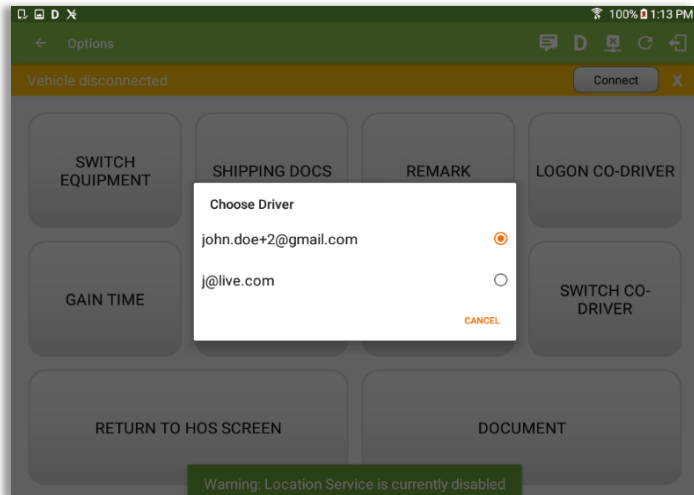 D 100% 1:13 PM
Options D
Vehicle disconnected Connect X
SWITCH
EQUIPMENT
SHIPPING DOCS
REMARK
LOGON CO-DRIVER
Choose Driver
john.doe+2@gmail.com
j@live.com
CANCEL
GAIN TIME
SWITCH CO-
DRIVER
RETURN TO HOS SCREEN
DOCUMENT
Warning: Location Service is currently disabled